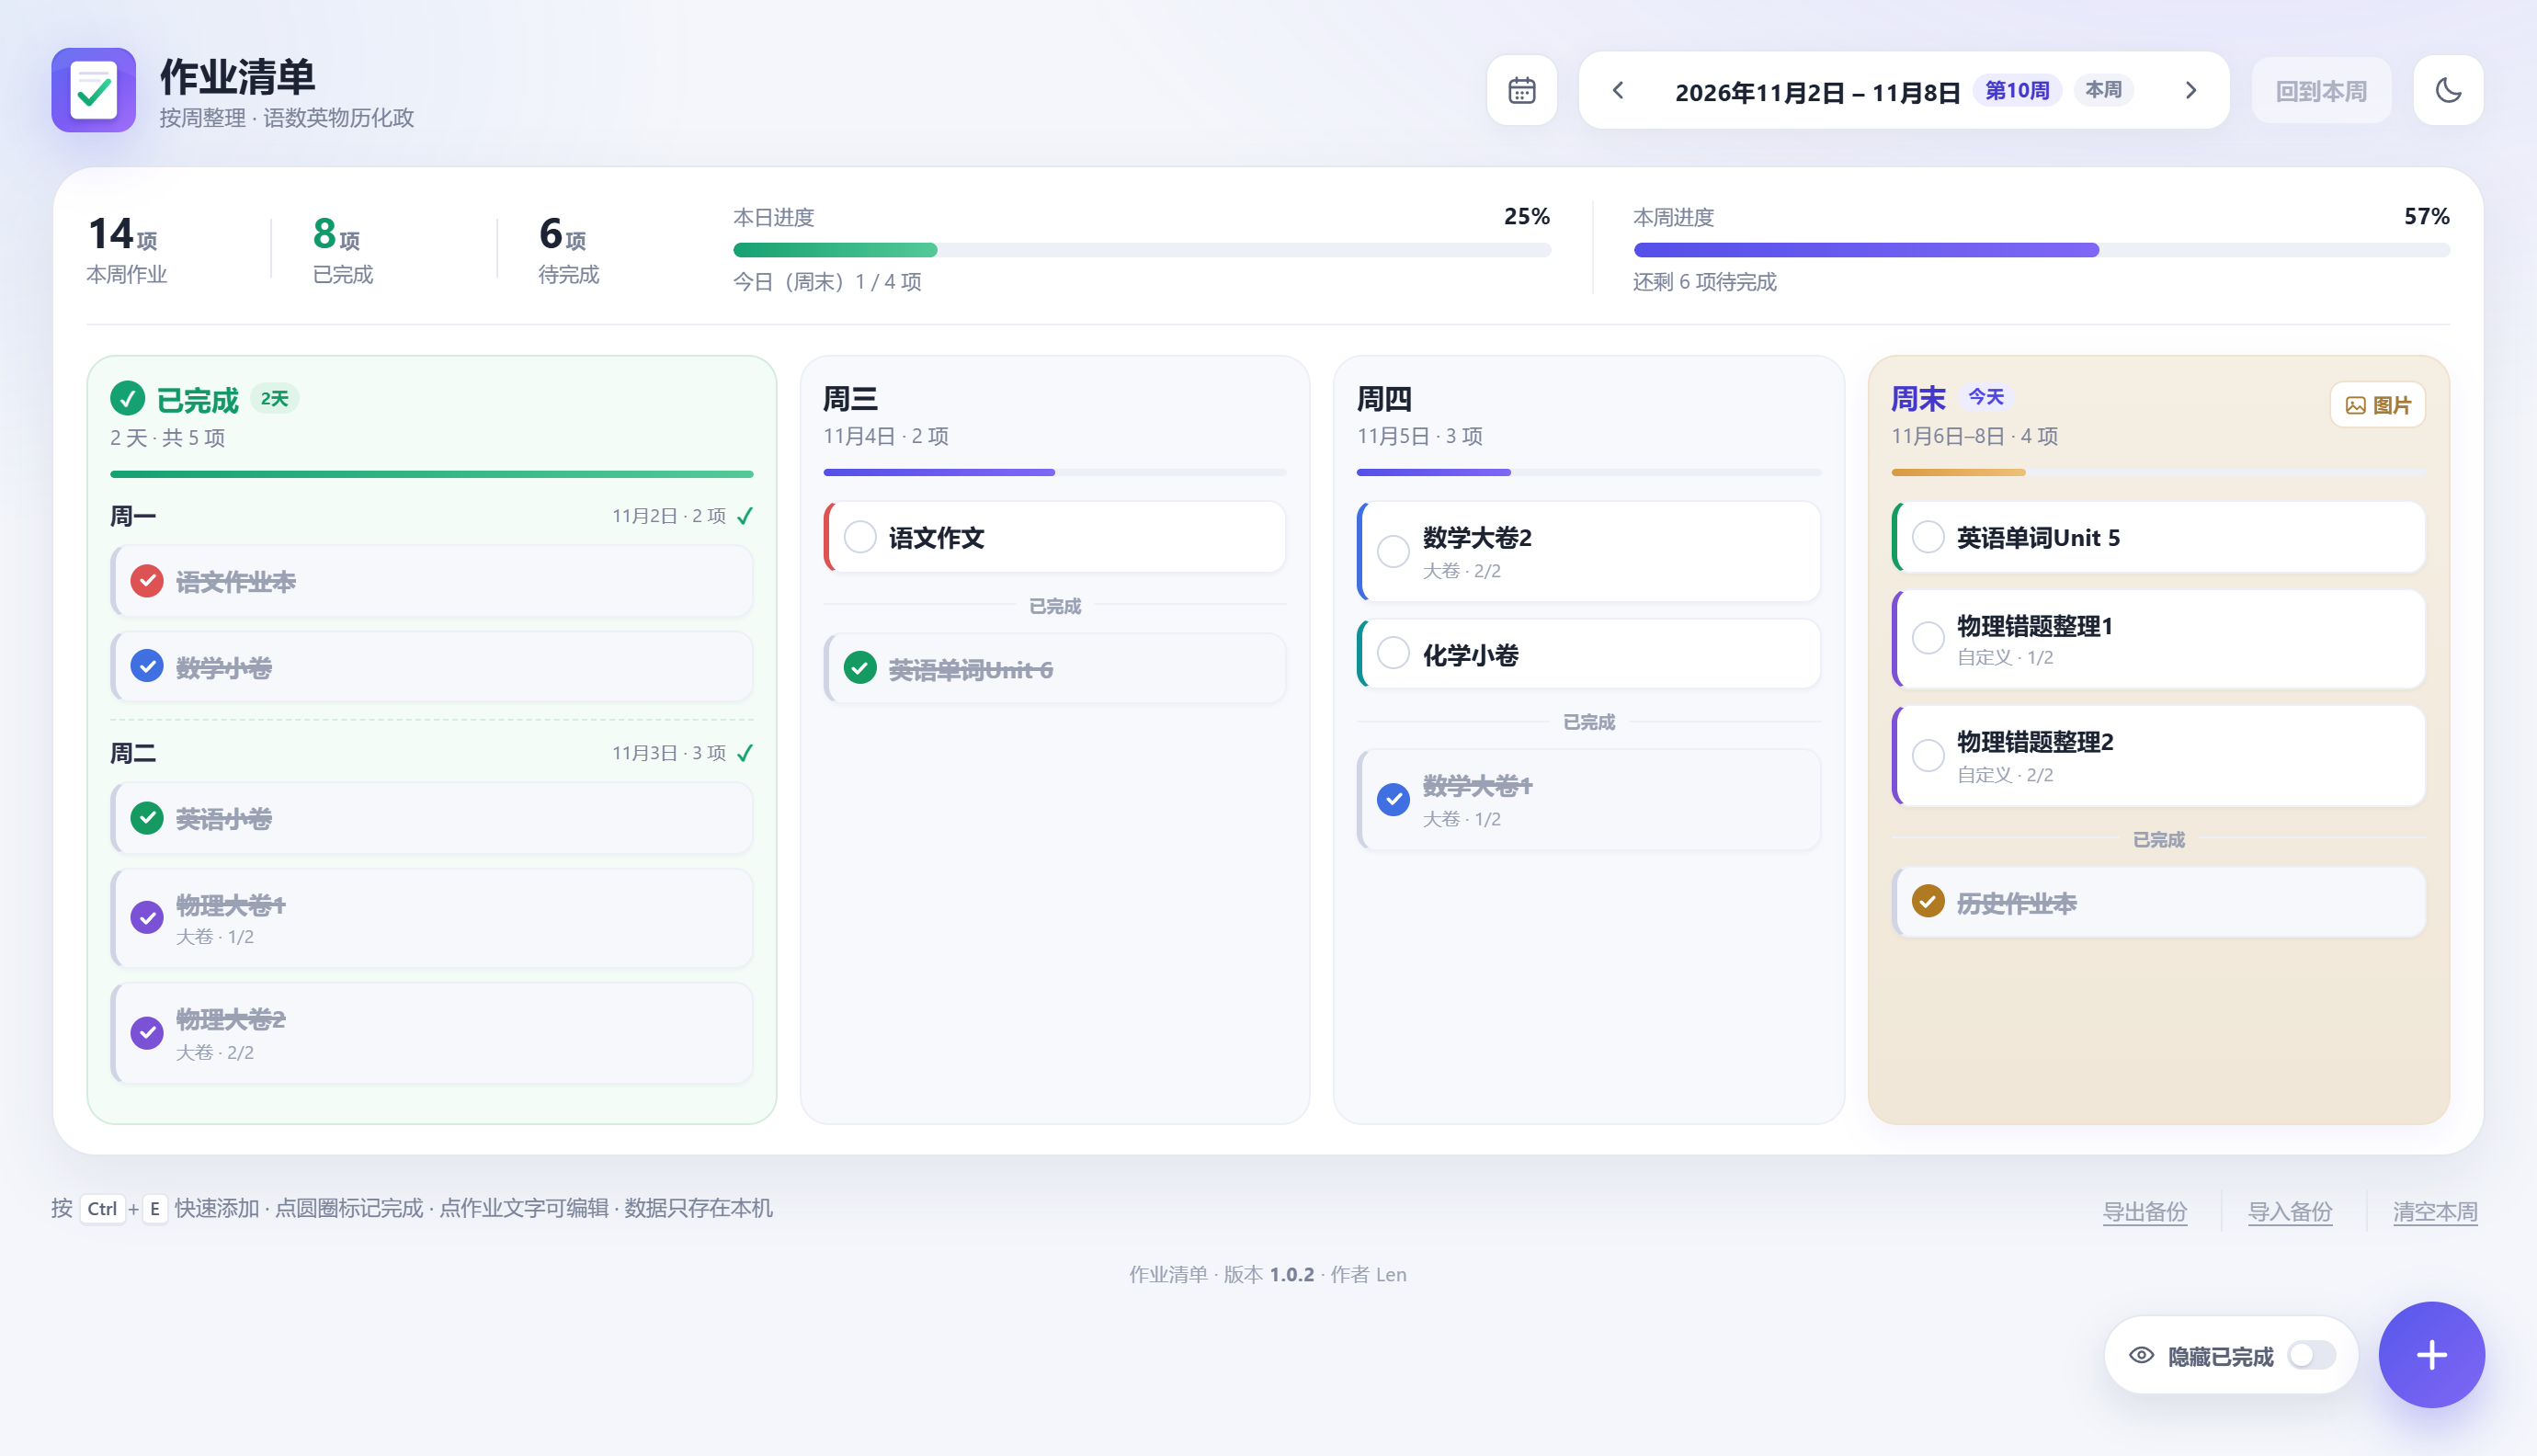 作业清单
按周整理 · 语数英物历化政
2026年11月2日 – 11月8日 第10周 本周
回到本周
14项
本周作业
8项
已完成
6项
待完成
本日进度 25%
今日（周末）1 / 4 项
本周进度 57%
还剩 6 项待完成
已完成 2天
2 天 · 共 5 项
周一 11月2日 · 2 项
语文作业本
数学小卷
周二 11月3日 · 3 项
英语小卷
物理大卷1
大卷 · 1/2
物理大卷2
大卷 · 2/2
周三
11月4日 · 2 项
语文作文
已完成
英语单词Unit 6
周四
11月5日 · 3 项
数学大卷2
大卷 · 2/2
化学小卷
已完成
数学大卷1
大卷 · 1/2
周末 今天
图片
11月6日–8日 · 4 项
英语单词Unit 5
物理错题整理1
自定义 · 1/2
物理错题整理2
自定义 · 2/2
已完成
历史作业本
按 Ctrl + E 快速添加 · 点圆圈标记完成 · 点作业文字可编辑 · 数据只存在本机
导出备份 导入备份 清空本周
作业清单 · 版本 1.0.2 · 作者 Len
隐藏已完成